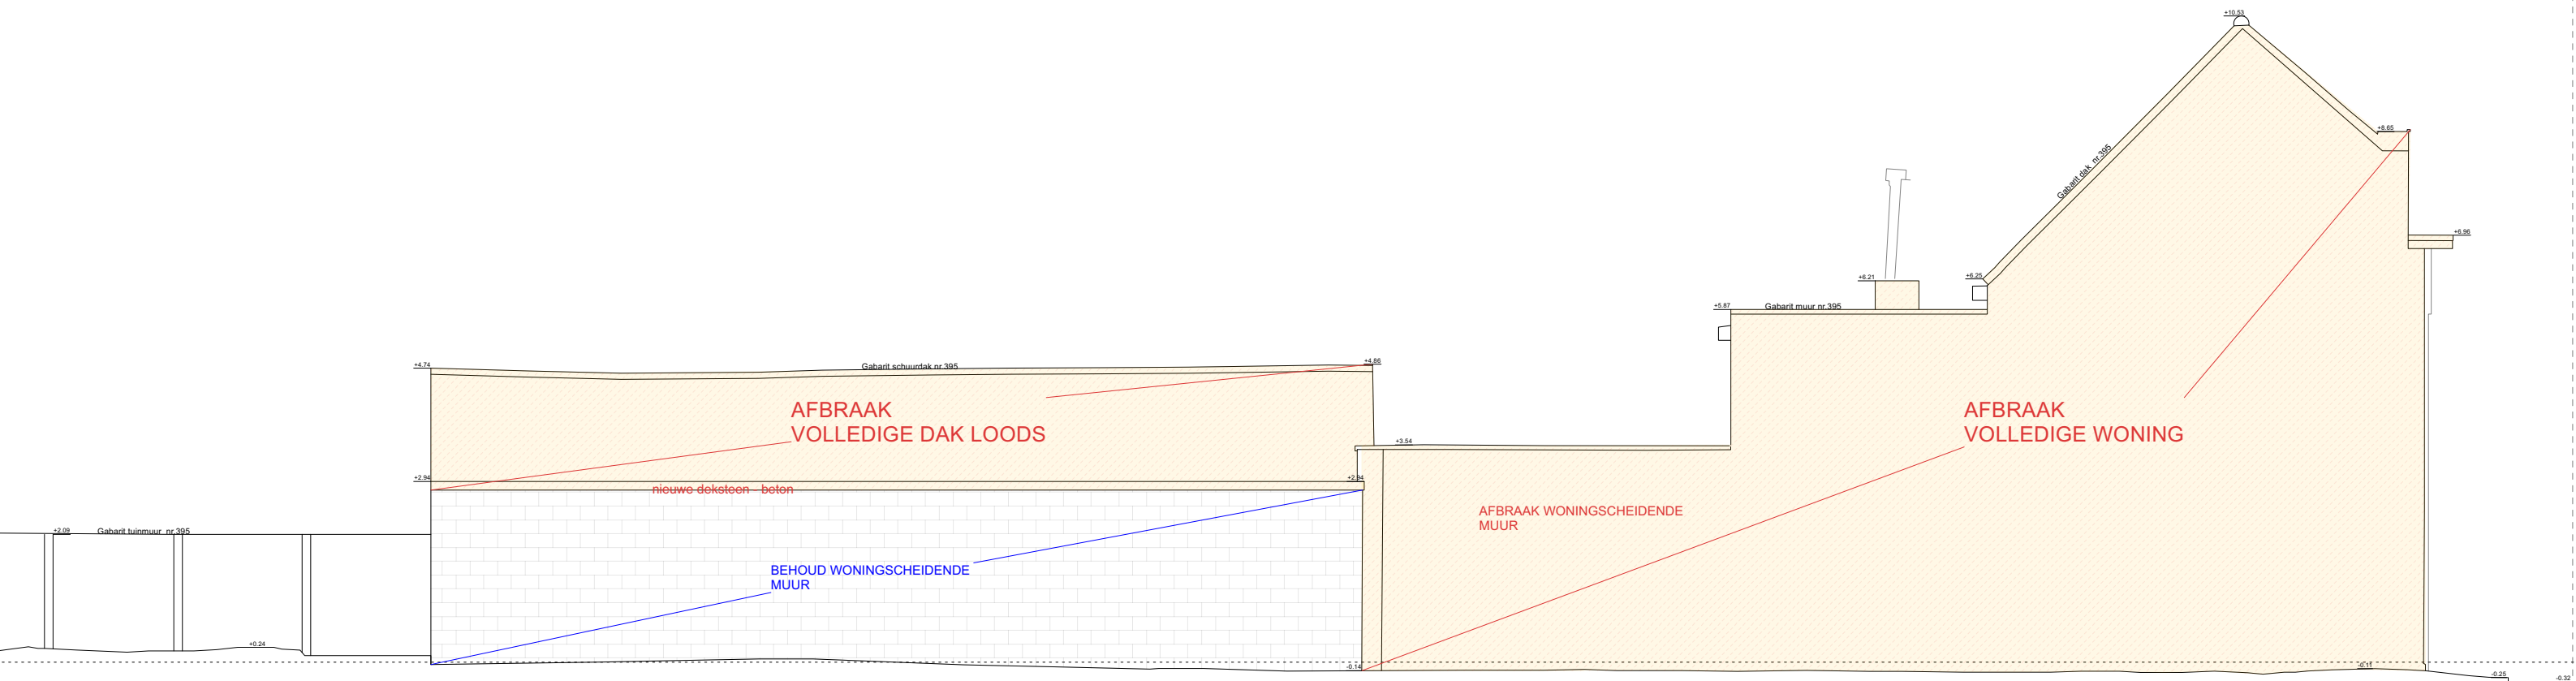 +10.53
+8.65
Gabarit dak nr.395
+6.96
+6.21
+6.25
+5.87
Gabarit muur nr.395
+4.74
Gabarit schuurdak nr.395
+4.86
AFBRAAK
VOLLEDIGE DAK LOODS
AFBRAAK
VOLLEDIGE WONING
+3.54
+2.94
nieuwe deksteen - beton
+2.94
AFBRAAK WONINGSCHEIDENDE
MUUR
+2.09
Gabarit tuinmuur nr.395
BEHOUD WONINGSCHEIDENDE
MUUR
+0.24
-0.14
-0.11
-0.25
-0.32